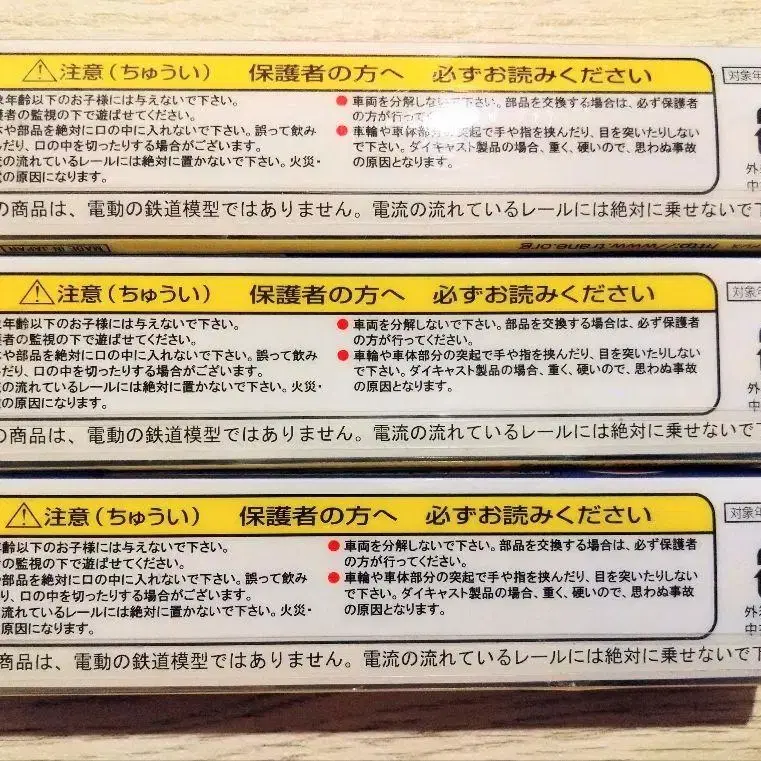 注意（ちゅうい） 保護者の方へ 必ずお読みください
対象年
年齢以下のお子様には与えないで下さい。
者の監視の下で遊ばせてください。
や部品を絶対に口の中に入れないで下さい。誤って飲み
だり、口の中を切ったりする場合がございます。
の流れているレールには絶対に置かないで下さい。火災・
の原因になります。
●車両を分解しないで下さい。部品を交換する場合は、必ず保護者
の方が行って
●車輪や車体部分の突起で手や指を挟んだり、目を突いたりしない
で下さい。ダイキャスト製品の場合、重く、硬いので、思わぬ事故
の原因となります。
の商品は、電動の鉄道模型ではありません。電流の流れているレールには絶対に乗せないで下
MADE IN JAPAN
http://www.trane.org
注意（ちゅうい） 保護者の方へ 必ずお読みください
対象年
年齢以下のお子様には与えないで下さい。
者の監視の下で遊ばせてください。
や部品を絶対に口の中に入れないで下さい。誤って飲み
だり、口の中を切ったりする場合がございます。
の流れているレールには絶対に置かないで下さい。火災・
の原因になります。
●車両を分解しないで下さい。部品を交換する場合は、必ず保護者
の方が行ってください。
●車輪や車体部分の突起で手や指を挟んだり、目を突いたりしない
で下さい。ダイキャスト製品の場合、重く、硬いので、思わぬ事故
の原因となります。
の商品は、電動の鉄道模型ではありません。電流の流れているレールには絶対に乗せないで下
注意（ちゅうい） 保護者の方へ 必ずお読みください
対象年
年齢以下のお子様には与えないで下さい。
の監視の下で遊ばせてください。
部品を絶対に口の中に入れないで下さい。誤って飲み
り、口の中を切ったりする場合がございます。
流れているレールには絶対に置かないで下さい。火災・
原因になります。
●車両を分解しないで下さい。部品を交換する場合は、必ず保護者
の方が行ってください。
●車輪や車体部分の突起で手や指を挟んだり、目を突いたりしない
で下さい。ダイキャスト製品の場合、重く、硬いので、思わぬ事故
の原因となります。
商品は、電動の鉄道模型ではありません。電流の流れているレールには絶対に乗せないで下